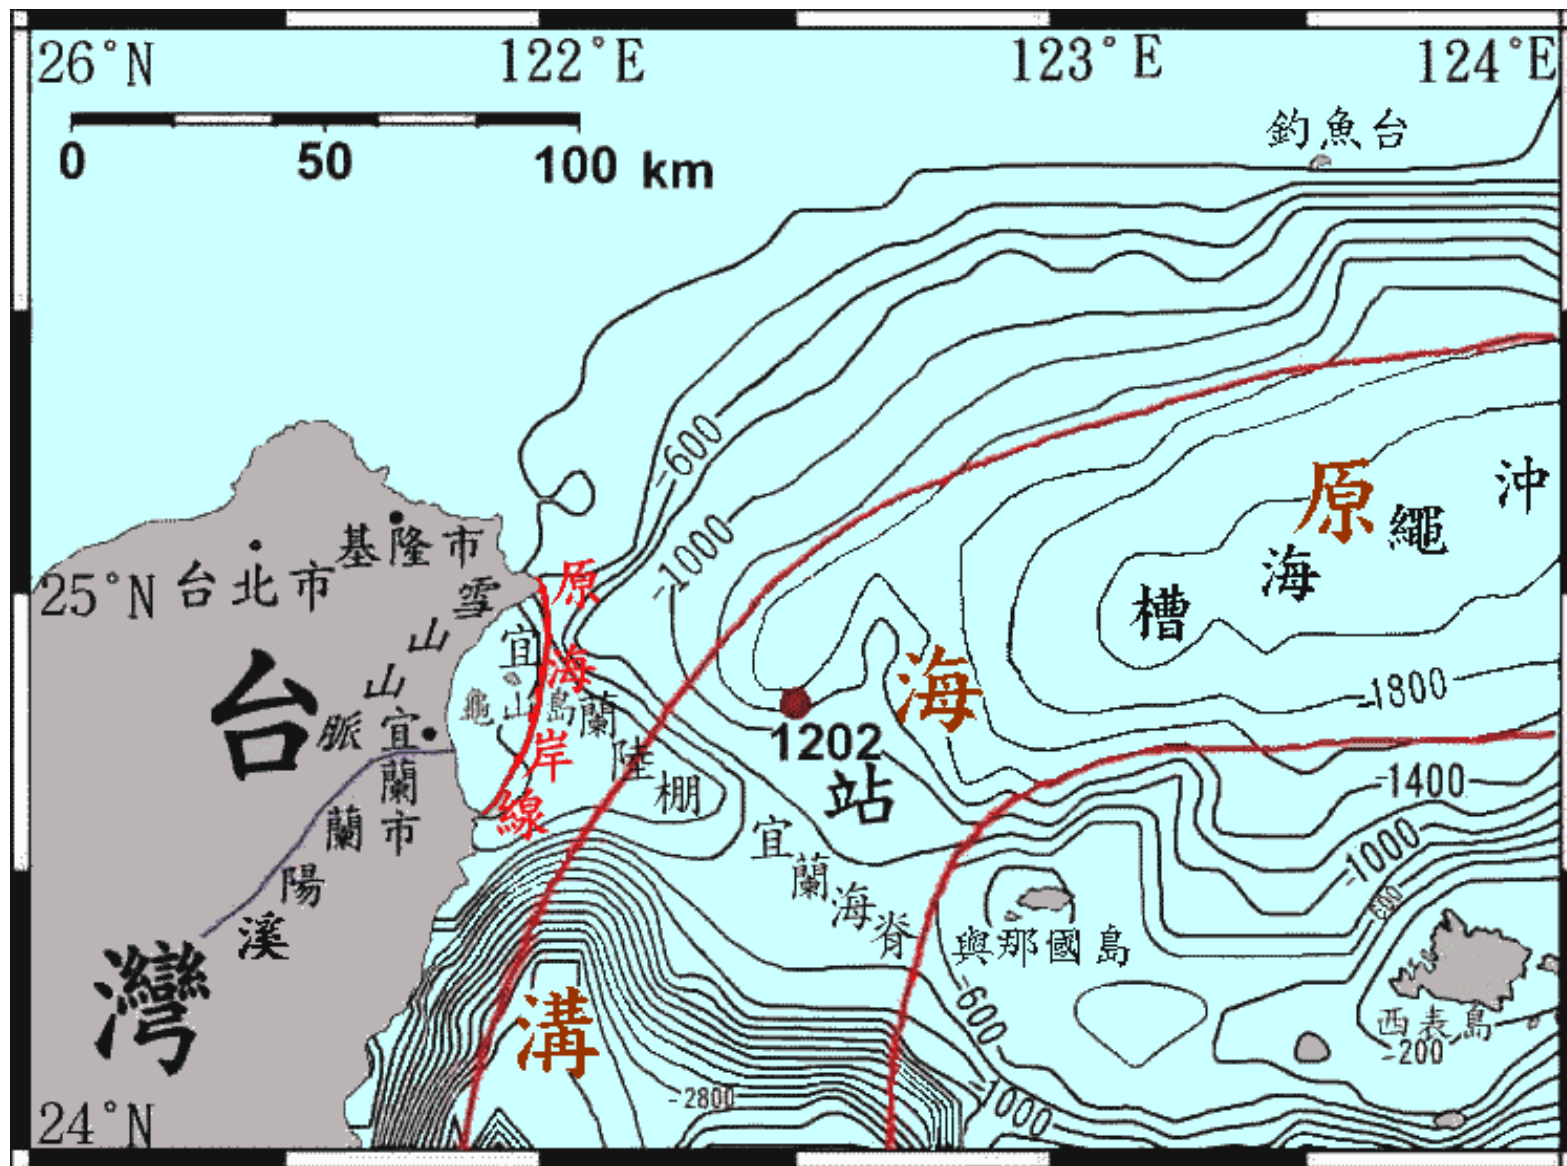 26°N
122°E
123°E
124°E
0
50
100 km
釣魚台
-600
-1000
原
沖
繩
海
槽
25°N
台北市
基隆市
雪
山
山
脈
台
灣
宜蘭市
蘭
陽
溪
原
海
岸
線
龜山島
宜
蘭
陸
棚
1202
站
海
-1800
-1400
-1000
600
宜
蘭
海
脊
與那國島
-600
西表島
-200
溝
-2800
-1000
24°N